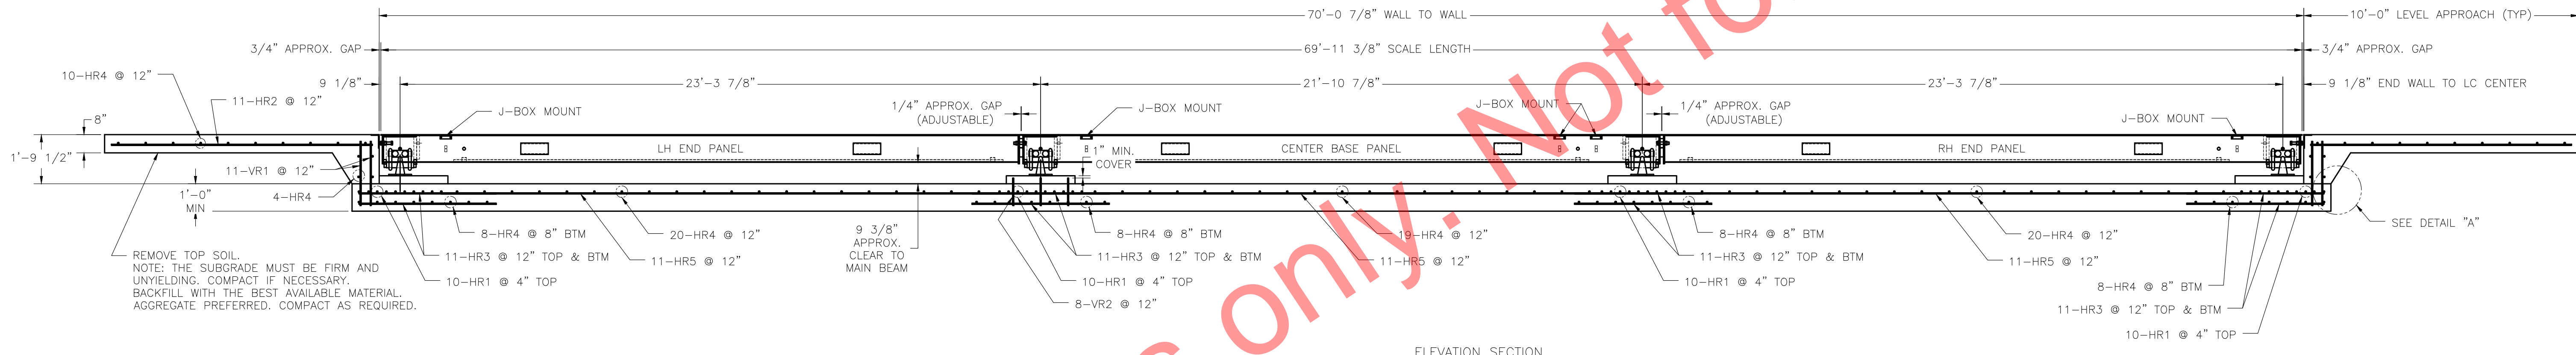 70'-0 7/8" WALL TO WALL
10'-0" LEVEL APPROACH (TYP)
3/4" APPROX. GAP
69'-11 3/8" SCALE LENGTH
3/4" APPROX. GAP
10-HR4 @ 12"
9 1/8"
23'-3 7/8"
21'-10 7/8"
23'-3 7/8"
9 1/8" END WALL TO LC CENTER
11-HR2 @ 12"
J-BOX MOUNT
1/4" APPROX. GAP
(ADJUSTABLE)
J-BOX MOUNT
J-BOX MOUNT
1/4" APPROX. GAP
(ADJUSTABLE)
J-BOX MOUNT
8"
1'-9 1/2"
LH END PANEL
1" MIN.
COVER
CENTER BASE PANEL
RH END PANEL
11-VR1 @ 12"
4-HR4
1'-0"
MIN
SEE DETAIL "A"
8-HR4 @ 8" BTM
20-HR4 @ 12"
9 3/8"
APPROX.
CLEAR TO
MAIN BEAM
8-HR4 @ 8" BTM
19-HR4 @ 12"
8-HR4 @ 8" BTM
20-HR4 @ 12"
11-HR3 @ 12" TOP & BTM
11-HR5 @ 12"
11-HR3 @ 12" TOP & BTM
11-HR5 @ 12"
11-HR3 @ 12" TOP & BTM
11-HR5 @ 12"
REMOVE TOP SOIL.
NOTE: THE SUBGRADE MUST BE FIRM AND
UNYIELDING. COMPACT IF NECESSARY.
BACKFILL WITH THE BEST AVAILABLE MATERIAL.
AGGREGATE PREFERRED. COMPACT AS REQUIRED.
10-HR1 @ 4" TOP
10-HR1 @ 4" TOP
8-VR2 @ 12"
10-HR1 @ 4" TOP
8-HR4 @ 8" BTM
11-HR3 @ 12" TOP & BTM
10-HR1 @ 4" TOP
ELEVATION SECTION
s only. Not fo